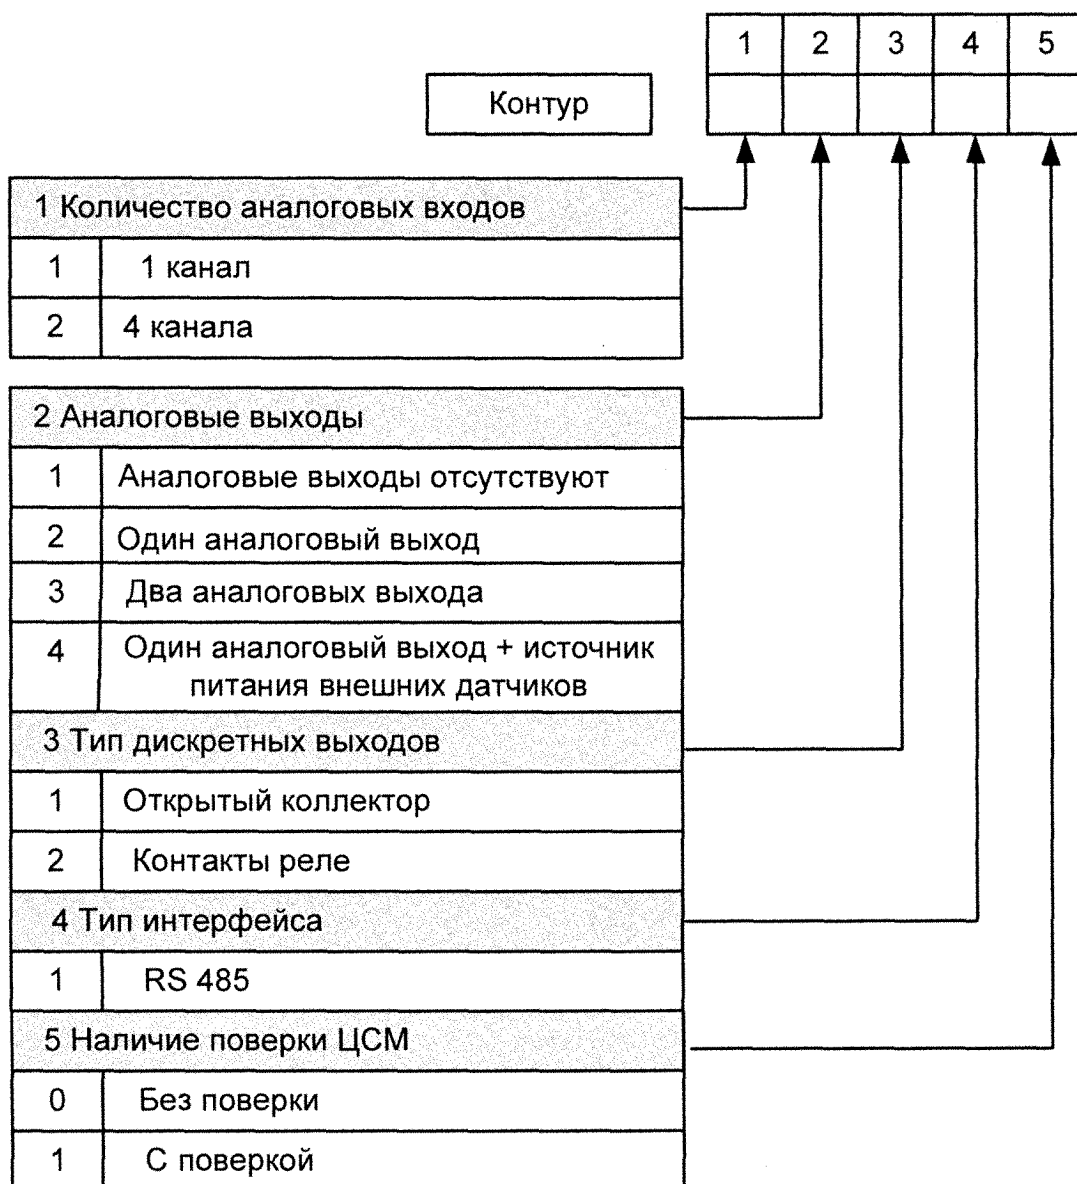 1 2 3 4 5
Контур
1 Количество аналоговых входов
1 1 канал
2 4 канала
2 Аналоговые выходы
1 Аналоговые выходы отсутствуют
2 Один аналоговый выход
3 Два аналоговых выхода
4 Один аналоговый выход + источник
питания внешних датчиков
3 Тип дискретных выходов
1 Открытый коллектор
2 Контакты реле
4 Тип интерфейса
1 RS 485
5 Наличие поверки ЦСМ
0 Без поверки
1 С поверкой